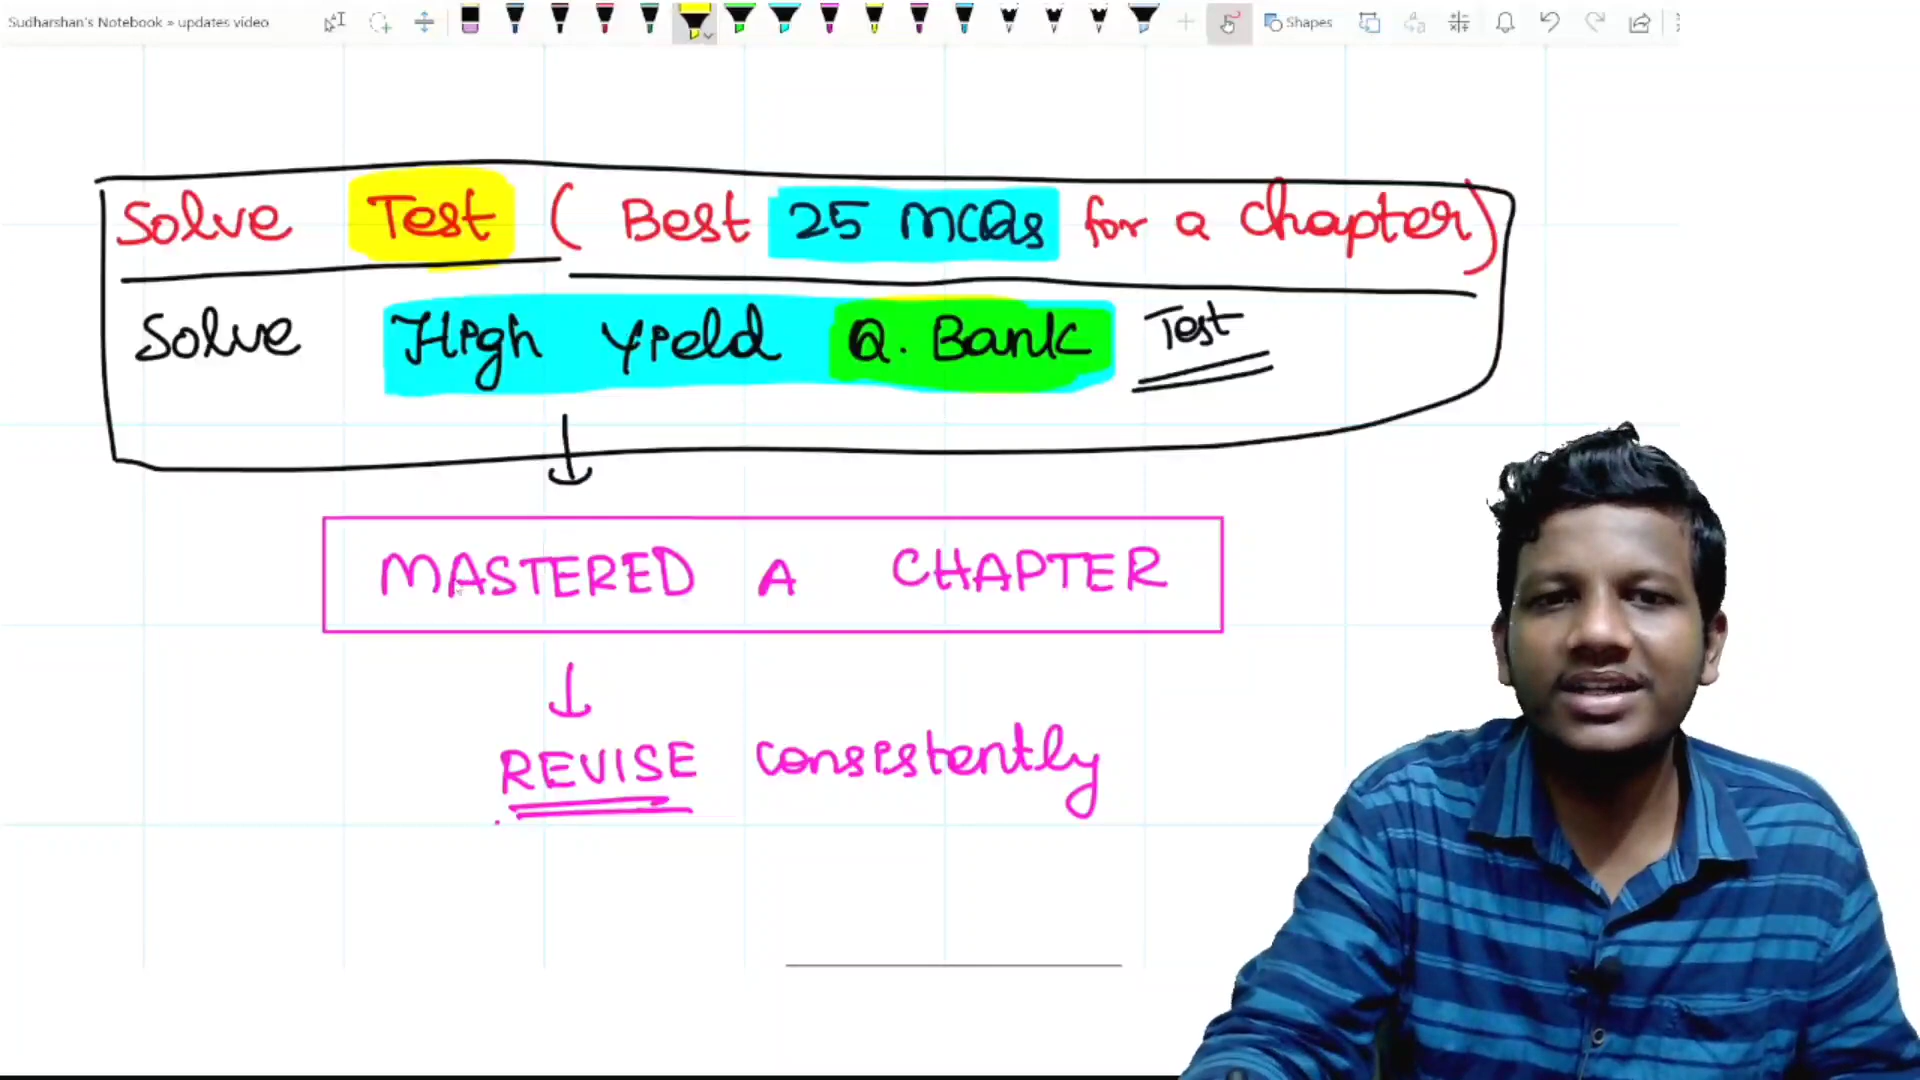 Sudharshan's Notebook » updates video
Shapes
Solve Test ( Best 25 MCQs for a chapter)
Solve High Yield Q. Bank Test
MASTERED A CHAPTER
REVISE consistently